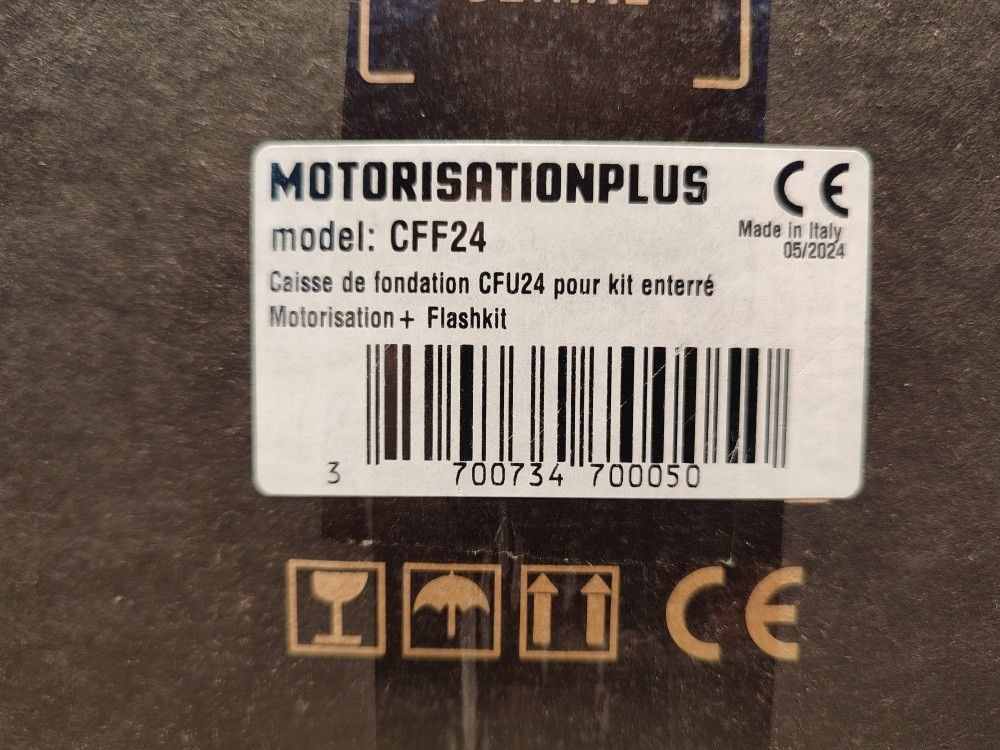 MOTORISATIONPLUS
CE
model: CFF24
Made in Italy
05/2024
Caisse de fondation CFU24 pour kit enterré
Motorisation + Flashkit
3 700734 700050
CE